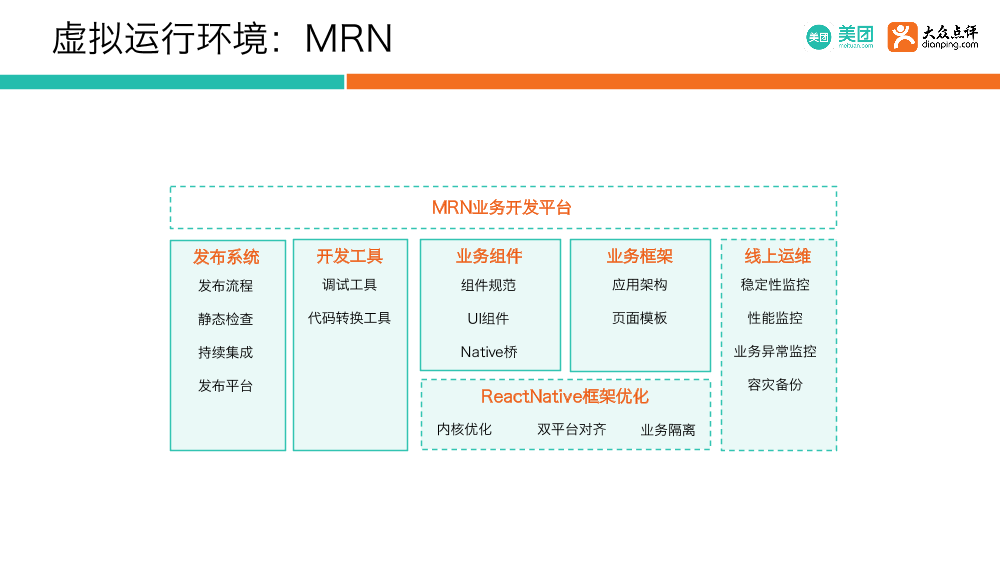 虚拟运行环境：MRN
美团
美团
meituan.com
大众点评
dianping.com
MRN业务开发平台
发布系统
发布流程
静态检查
持续集成
发布平台
开发工具
调试工具
代码转换工具
业务组件
组件规范
UI组件
Native桥
业务框架
应用架构
页面模板
ReactNative框架优化
内核优化 双平台对齐 业务隔离
线上运维
稳定性监控
性能监控
业务异常监控
容灾备份